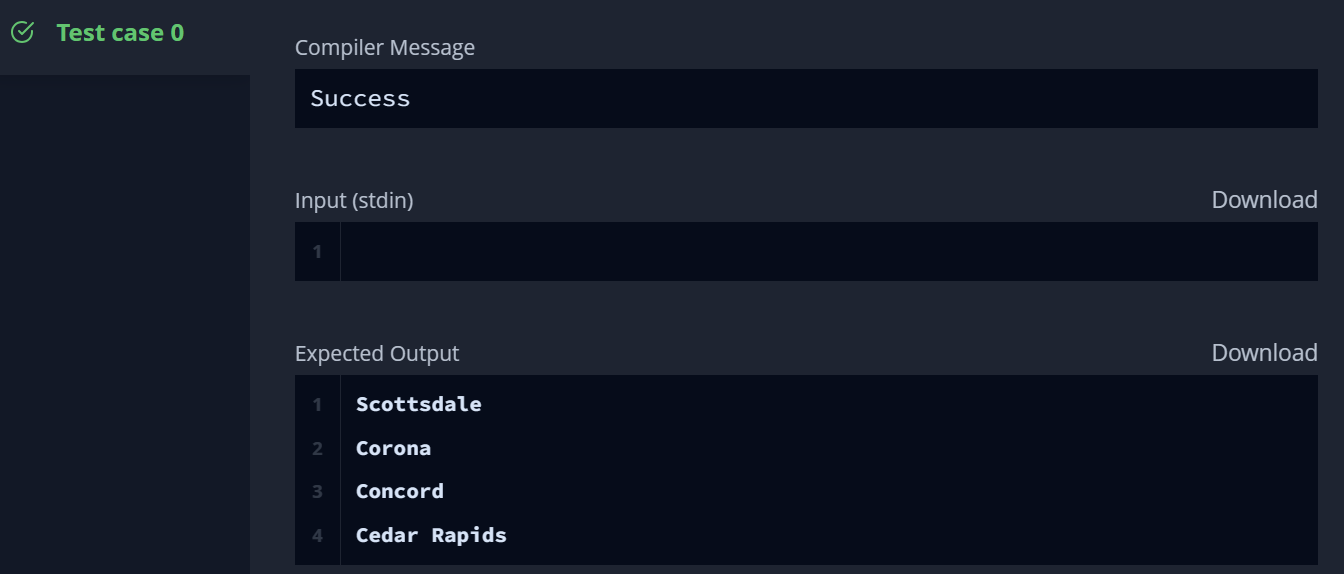 Test case 0
Compiler Message
Success
Input (stdin)
Download
1
Expected Output
Download
1 Scottsdale
2 Corona
3 Concord
4 Cedar Rapids